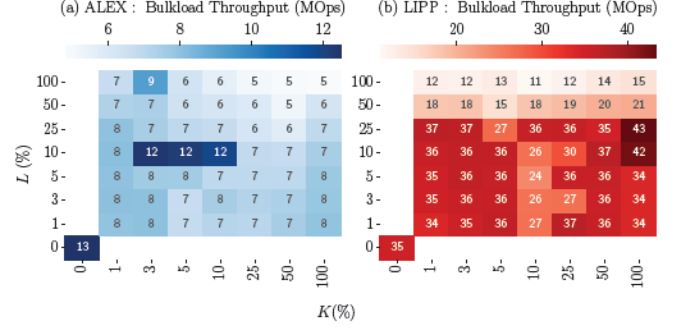 (a) ALEX : Bulkload Throughput (MOps)
6 8 10 12
100 - 7 9 6 6 5 5 5
50 - 7 7 6 6 6 5 6
25 - 8 7 7 7 6 6 7
10 - 8 12 12 12 7 7 7
5 - 8 8 8 7 7 7 8
3 - 8 8 7 8 7 7 8
1 - 8 8 7 7 7 7 8
0 - 13
0 1 3 5 10 25 50 100
L (%)
(b) LIPP : Bulkload Throughput (MOps)
20 30 40
100 - 12 12 13 11 12 14 15
50 - 18 18 15 18 19 20 21
25 - 37 37 27 36 36 35 43
10 - 36 36 36 26 30 37 42
5 - 35 36 36 24 36 36 34
3 - 35 36 36 26 27 36 34
1 - 34 35 36 27 37 36 34
0 - 35
0 1 3 5 10 25 50 100
K(%)